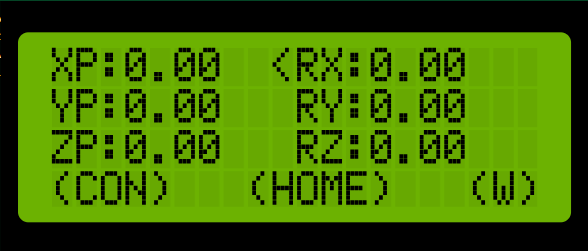 XP:0.00 <RX:0.00
YP:0.00 RY:0.00
ZP:0.00 RZ:0.00
(CON) (HOME) (W)